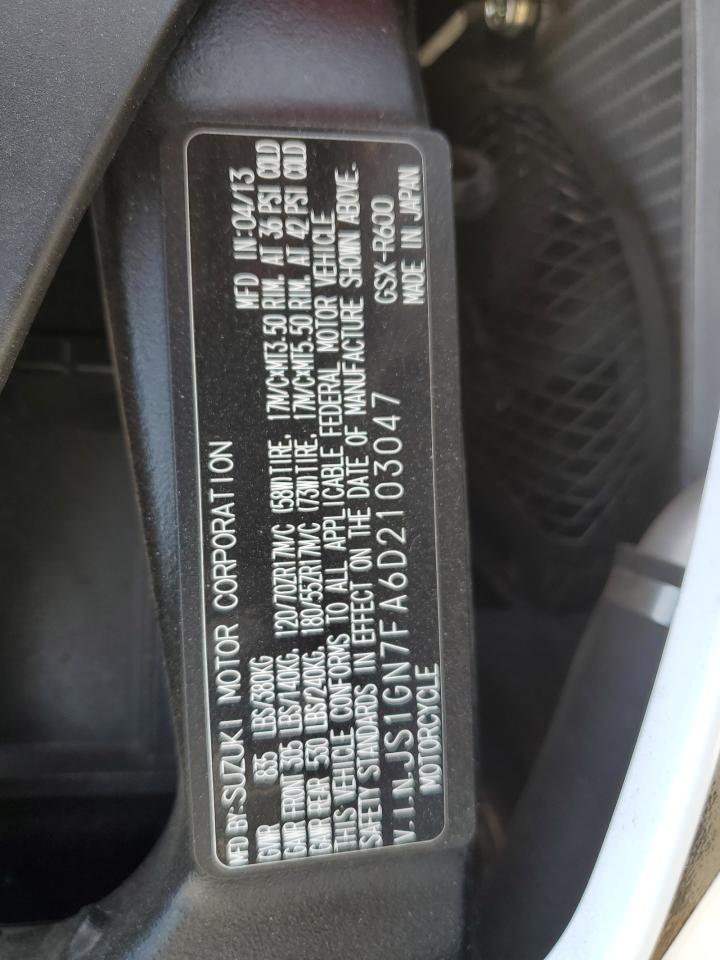 MFD BY:SUZUKI MOTOR CORPORATION MFD IN:04/13
GVWR 835 LBS/380KG
GAWR FRONT 305 LBS/140KG, 120/70ZR17M/C (58W)TIRE, 17M/C×MT3.50 RIM, AT 36 PSI COLD
GAWR REAR 530 LBS/240KG, 180/55ZR17M/C (73W)TIRE, 17M/C×MT5.50 RIM, AT 42 PSI COLD
THIS VEHICLE CONFORMS TO ALL APPLICABLE FEDERAL MOTOR VEHICLE
SAFETY STANDARDS IN EFFECT ON THE DATE OF MANUFACTURE SHOWN ABOVE.
V.I.N.JS1GN7FA6D2103047 GSX-R600
MOTORCYCLE MADE IN JAPAN